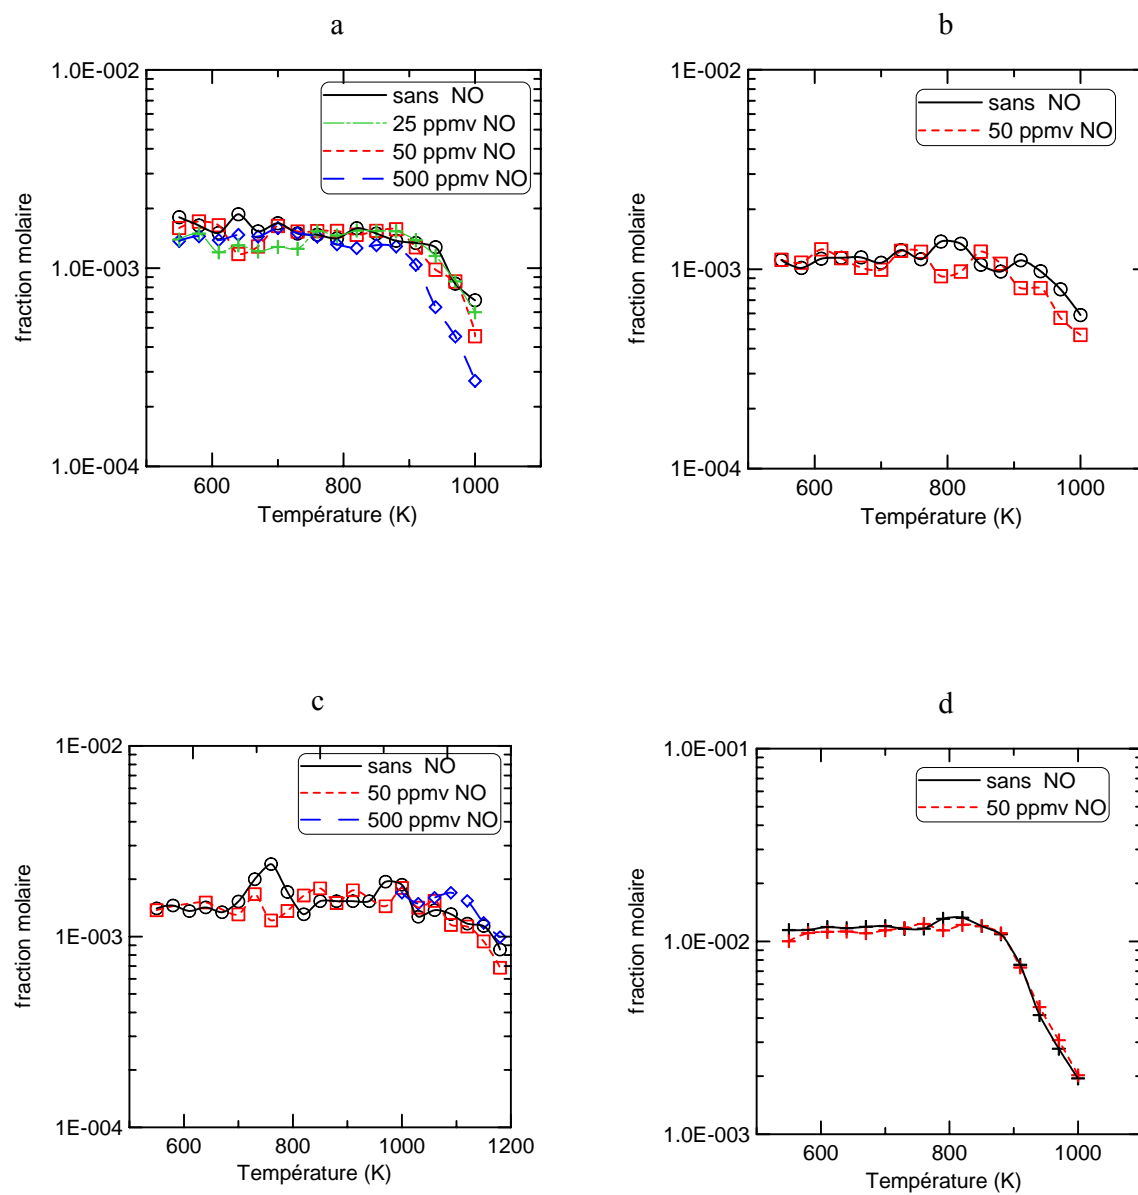 a
1.0E-002
1.0E-003
1.0E-004
fraction molaire
sans NO
25 ppmv NO
50 ppmv NO
500 ppmv NO
600 800 1000
Température (K)
b
1E-002
1E-003
1E-004
fraction molaire
sans NO
50 ppmv NO
600 800 1000
Température (K)
c
1E-002
1E-003
1E-004
fraction molaire
sans NO
50 ppmv NO
500 ppmv NO
600 800 1000 1200
Température (K)
d
1.0E-001
1.0E-002
1.0E-003
fraction molaire
sans NO
50 ppmv NO
600 800 1000
Température (K)